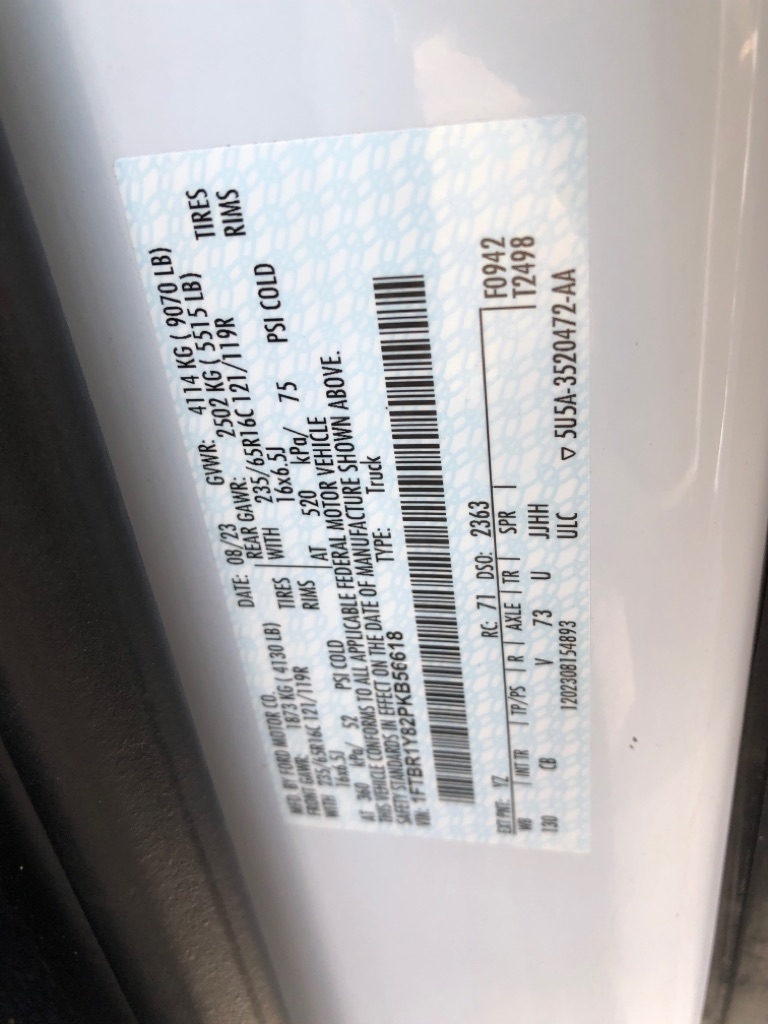 MFD. BY FORD MOTOR CO. DATE: 08/23 GVWR: 4114 KG ( 9070 LB)
FRONT GAWR: 1873 KG ( 4130 LB) REAR GAWR: 2502 KG ( 5515 LB)
WITH 235/65R16C 121/119R TIRES WITH 235/65R16C 121/119R TIRES
16x6.5J RIMS 16x6.5J RIMS
AT 360 kPa/ 52 PSI COLD AT 520 kPa/ 75 PSI COLD
THIS VEHICLE CONFORMS TO ALL APPLICABLE FEDERAL MOTOR VEHICLE
SAFETY STANDARDS IN EFFECT ON THE DATE OF MANUFACTURE SHOWN ABOVE.
VIN: 1FTBR1Y82PKB56618 TYPE: Truck
EXT PNT: YZ RC: 71 DSO: 2363 F0942
WB INT TR TP/PS R AXLE TR SPR T2498
130 CB V 73 U JJHH
1202308154893 ULC ▽ 5U5A-3520472-AA